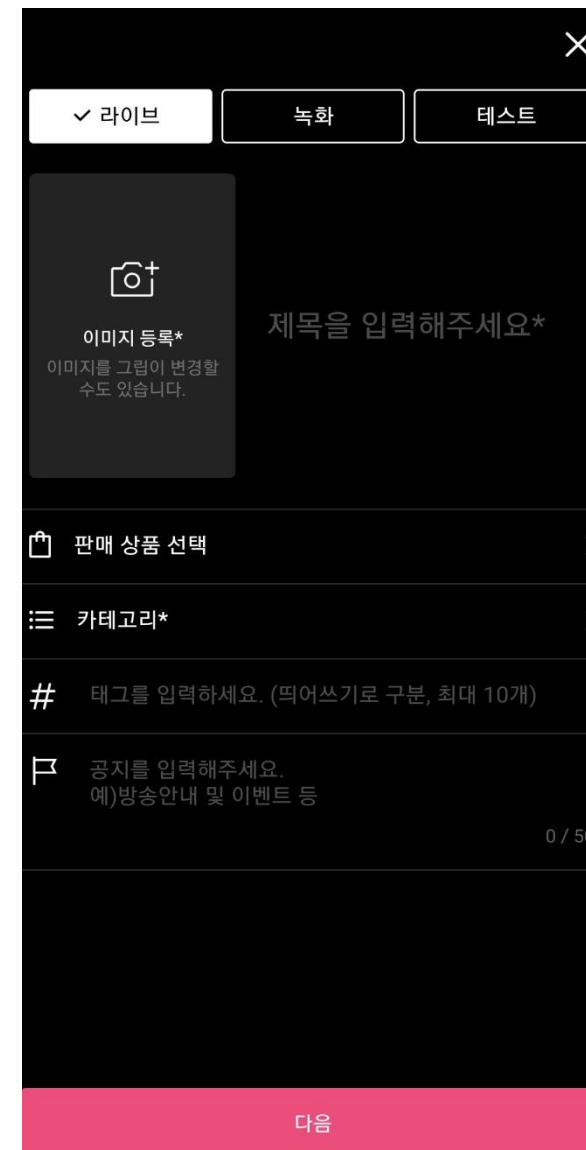 라이브
녹화
테스트
이미지 등록*
이미지를 그립이 변경할
수도 있습니다.
제목을 입력해주세요*
판매 상품 선택
카테고리*
# 태그를 입력하세요. (띄어쓰기로 구분, 최대 10개)
공지를 입력해주세요.
예)방송안내 및 이벤트 등
0 /
다음